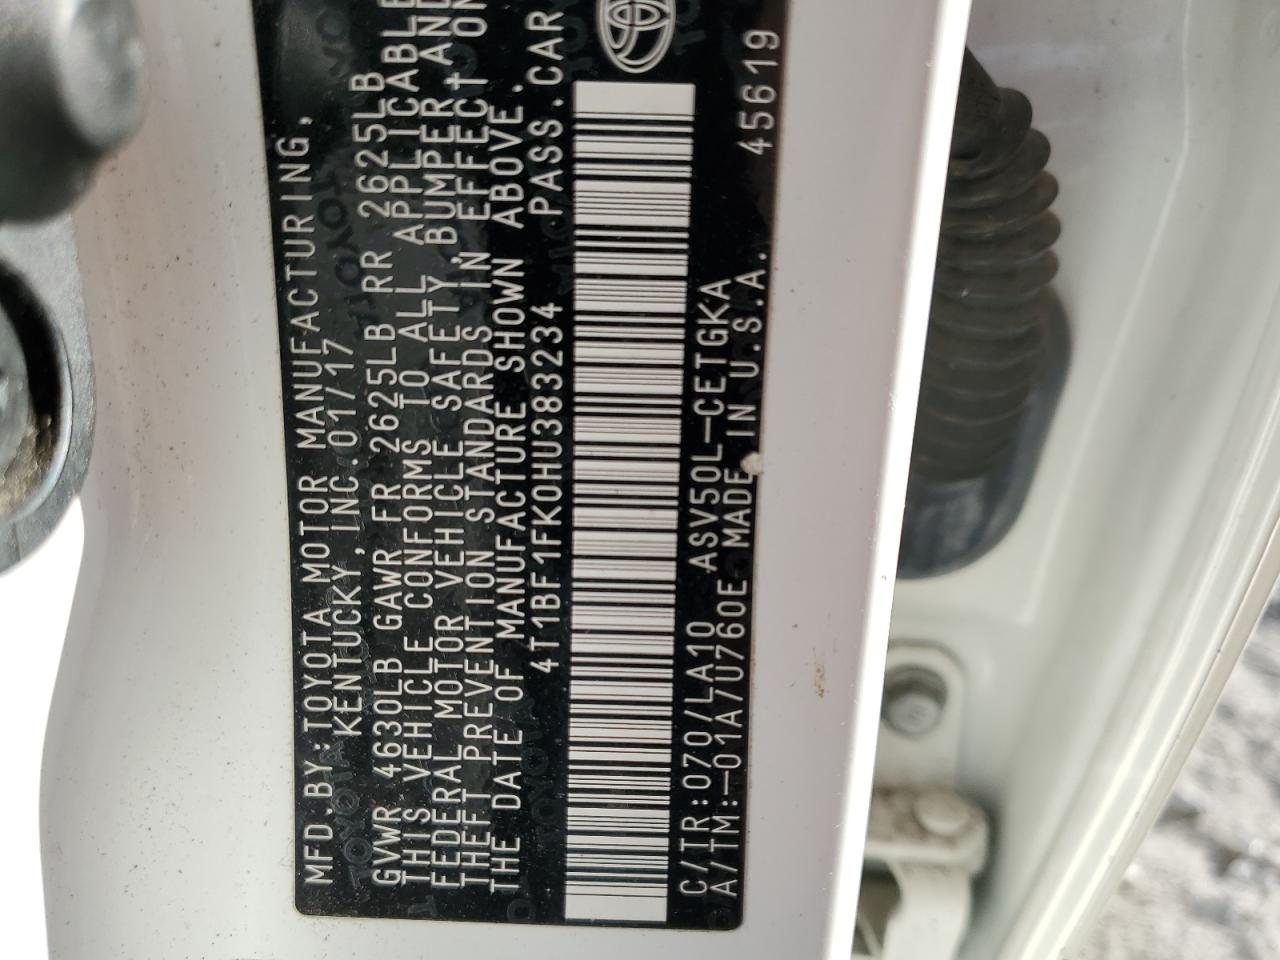 MFD.BY:TOYOTA MOTOR MANUFACTURING,
KENTUCKY,INC.01/17
GVWR 4630LB GAWR FR 2625LB RR 2625LB
THIS VEHICLE CONFORMS TO ALL APPLICABLE
FEDERAL MOTOR VEHICLE SAFETY,BUMPER AND
THEFT PREVENTION STANDARDS IN EFFECT ON
THE DATE OF MANUFACTURE SHOWN ABOVE.
4T1BF1FK0HU383234 PASS.CAR
C/TR:070/LA10 ASV50L-CETGKA
A/TM:-01A/U760E MADE IN U.S.A.
45619